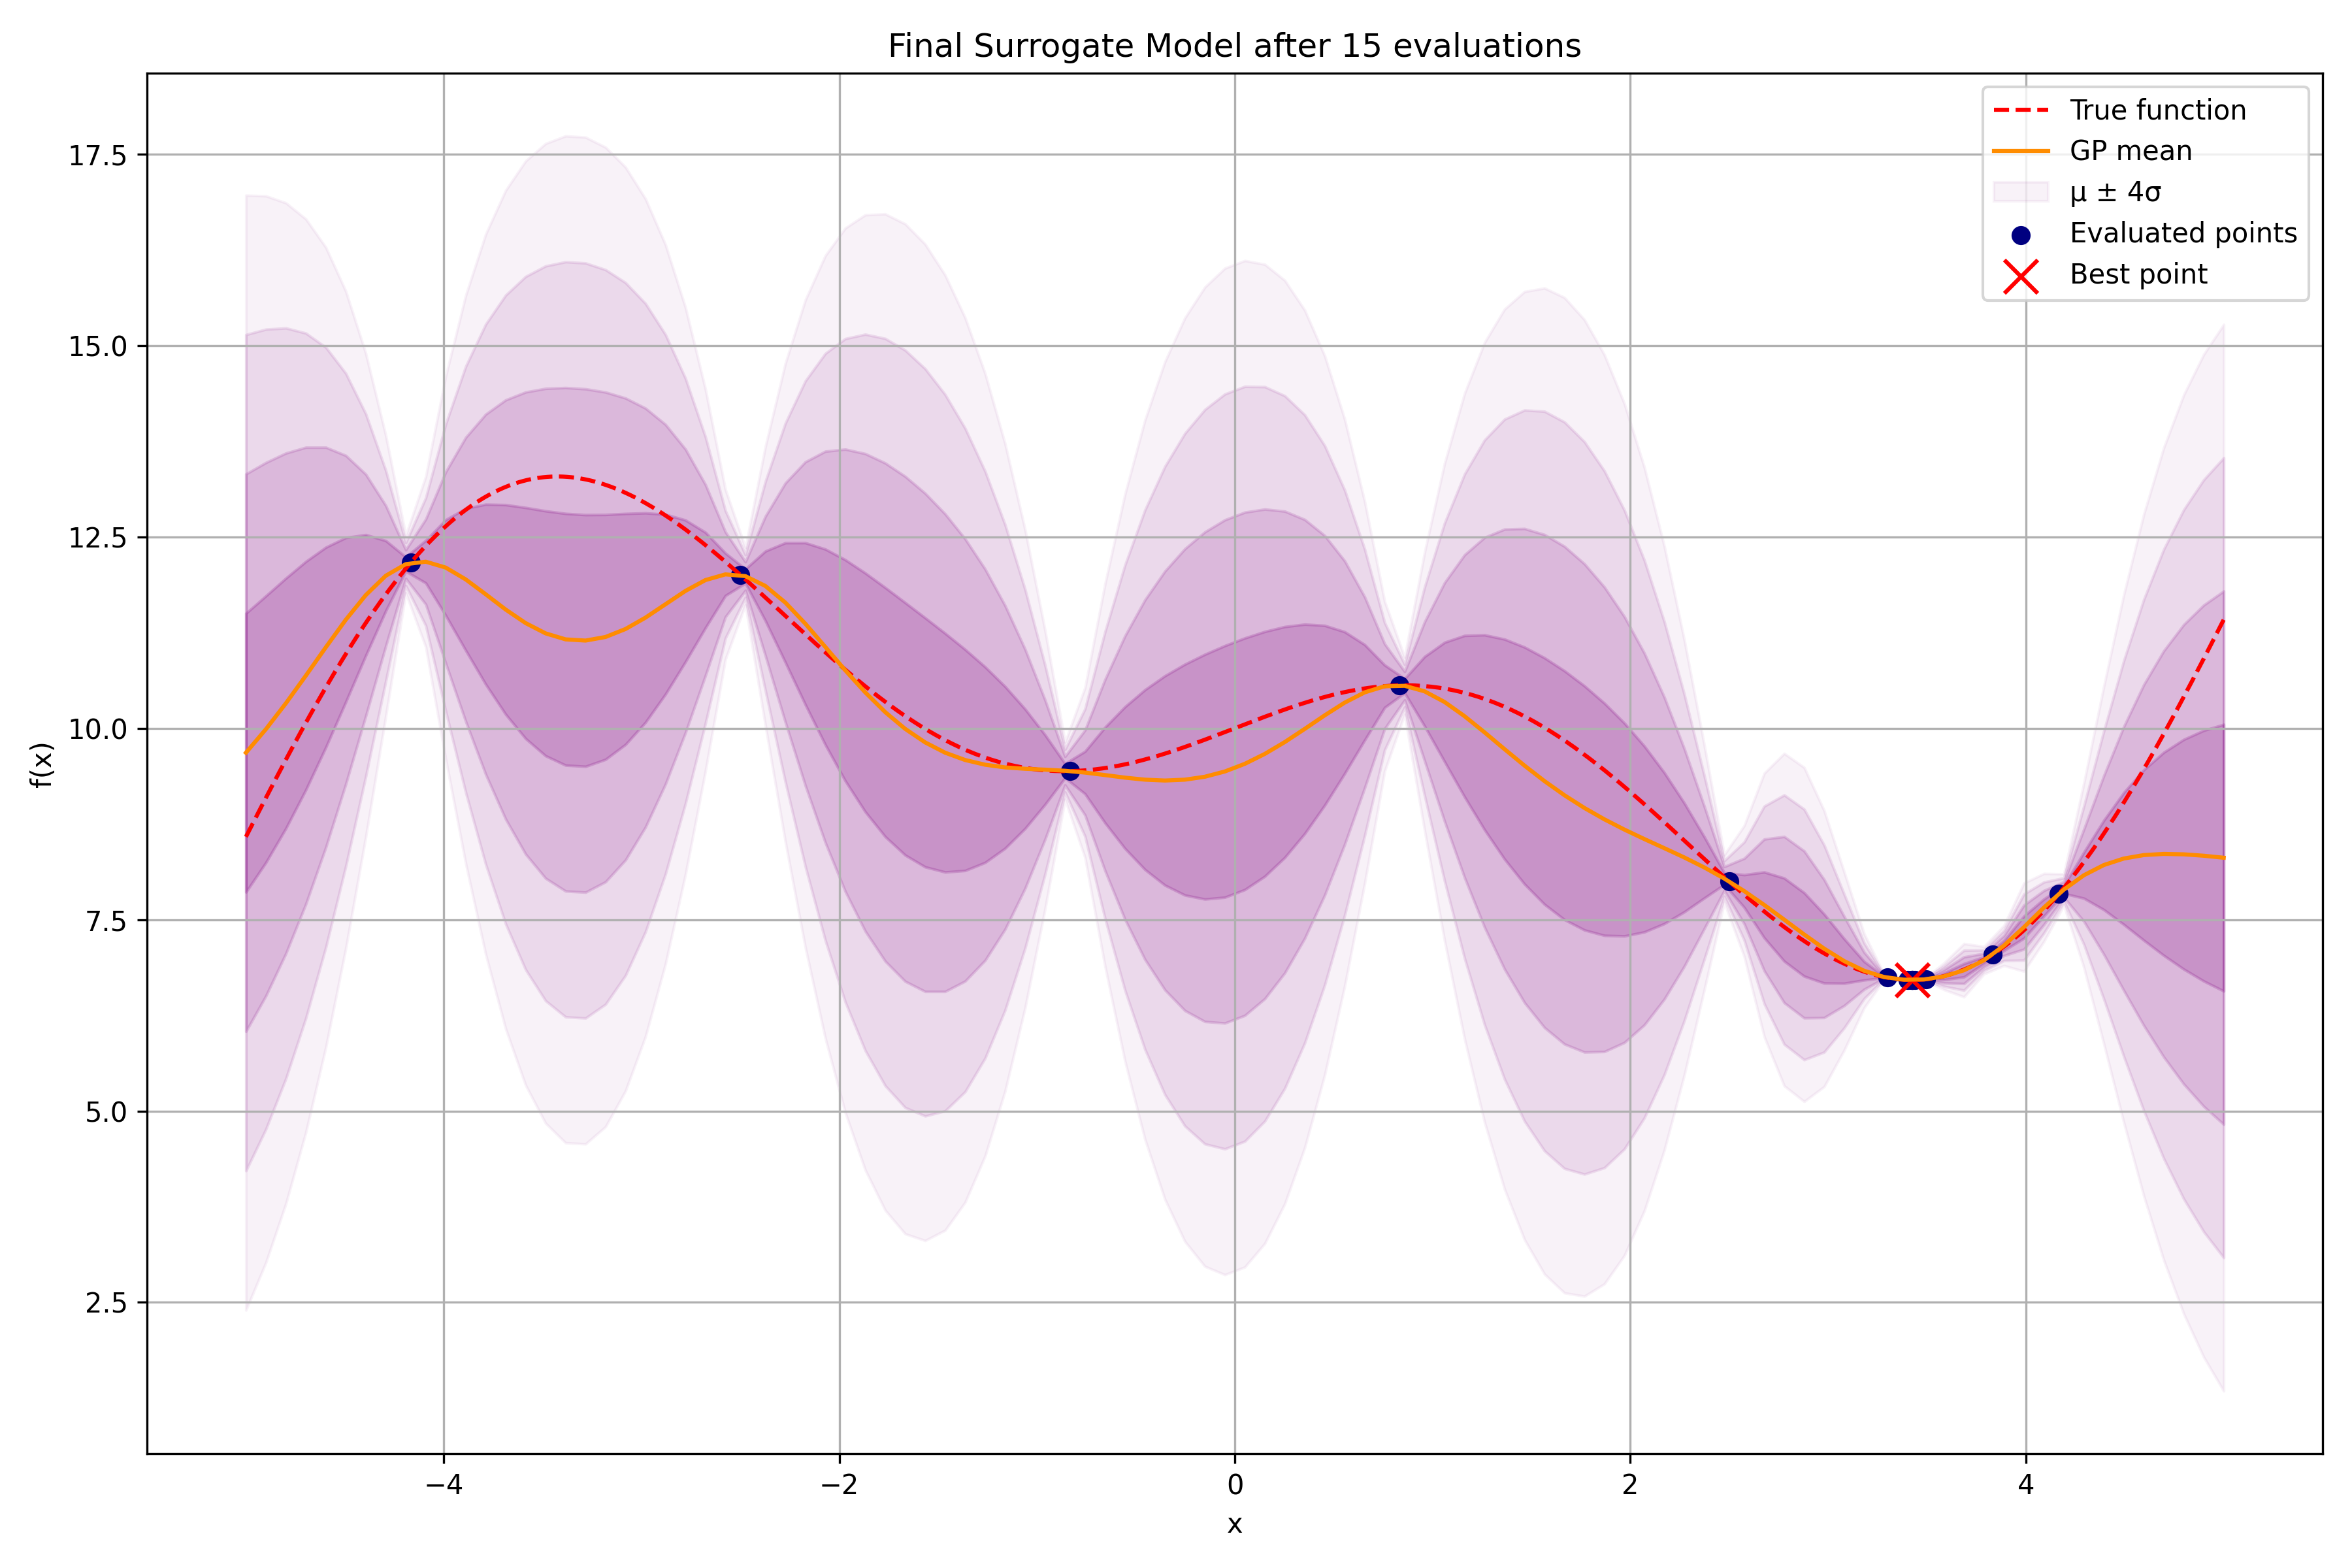 Final Surrogate Model after 15 evaluations
True function
GP mean
μ ± 4σ
Evaluated points
Best point
17.5
15.0
12.5
10.0
7.5
5.0
2.5
f(x)
−4
−2
0
2
4
x